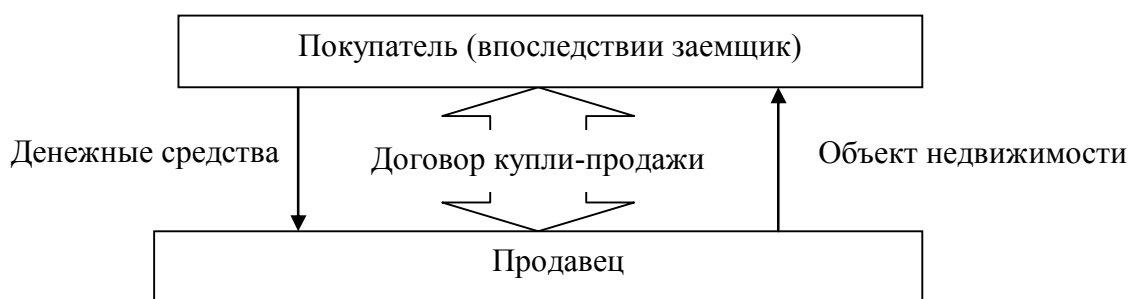 Покупатель (впоследствии заемщик)
Денежные средства
Договор купли-продажи
Объект недвижимости
Продавец